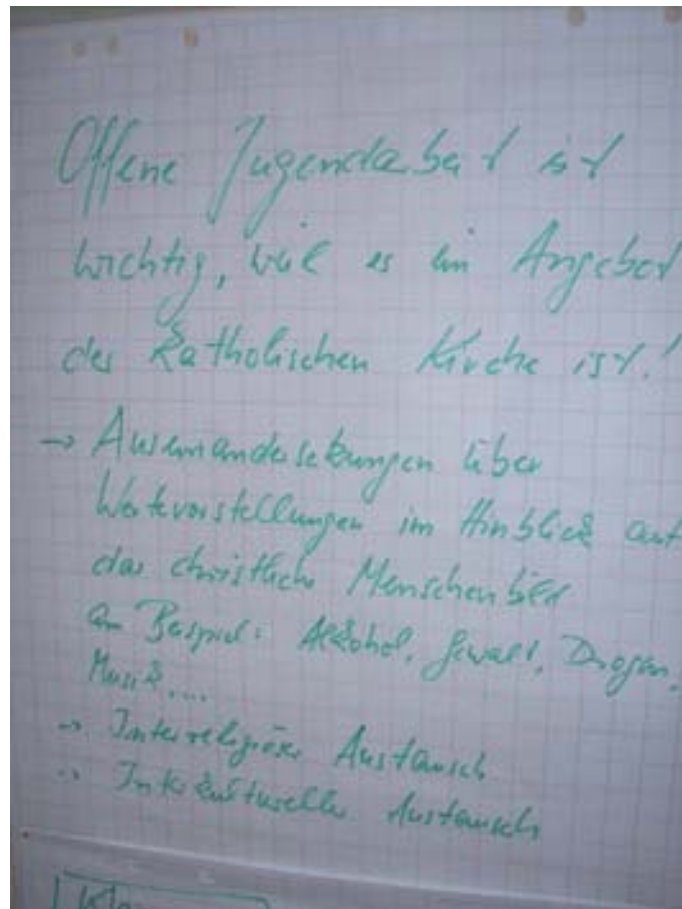 Offene Jugendarbeit ist
wichtig, weil es ein Angebot
der Katholischen Kirche ist!
→ Auseinandersetzungen über
Wertevorstellungen im Hinblick auf
das christliche Menschenbild
am Beispiel: Alkohol, Gewalt, Drogen,
Musik....
→ Interreligiöser Austausch
→ Interkultureller Austausch